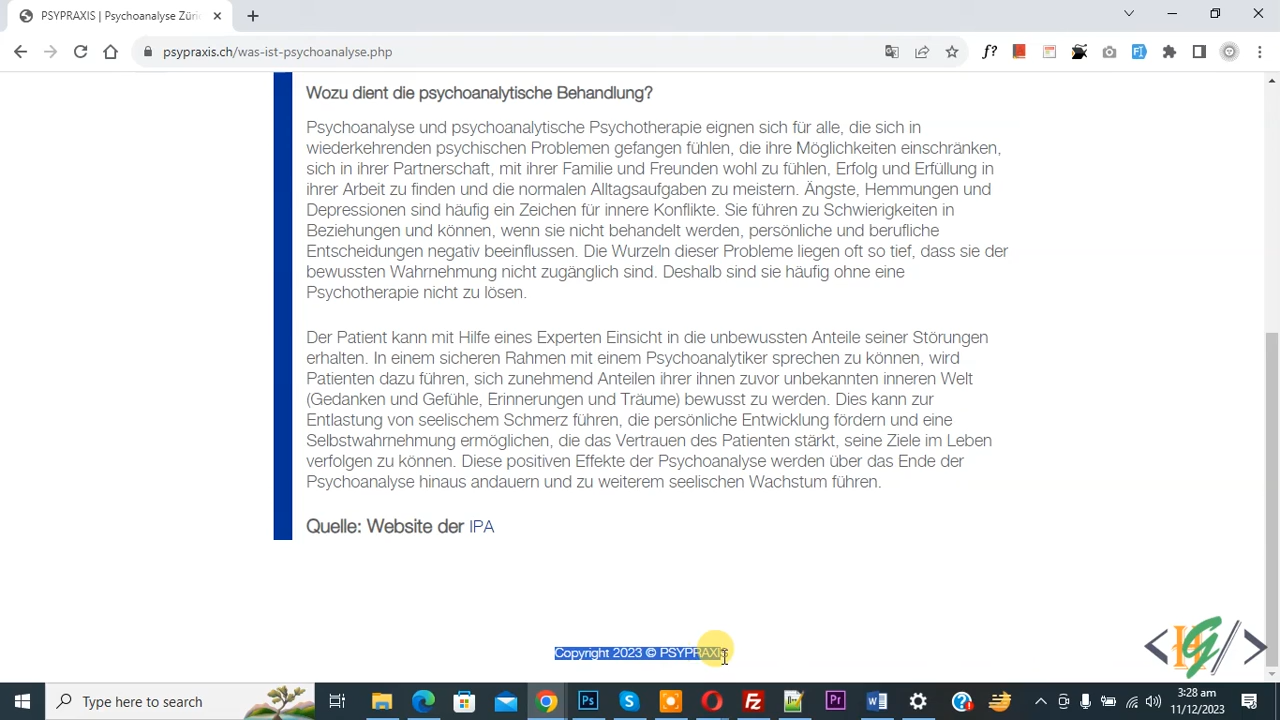 PSYPRAXIS | Psychoanalyse Züri
psypraxis.ch/was-ist-psychoanalyse.php
Wozu dient die psychoanalytische Behandlung?
Psychoanalyse und psychoanalytische Psychotherapie eignen sich für alle, die sich in
wiederkehrenden psychischen Problemen gefangen fühlen, die ihre Möglichkeiten einschränken,
sich in ihrer Partnerschaft, mit ihrer Familie und Freunden wohl zu fühlen, Erfolg und Erfüllung in
ihrer Arbeit zu finden und die normalen Alltagsaufgaben zu meistern. Ängste, Hemmungen und
Depressionen sind häufig ein Zeichen für innere Konflikte. Sie führen zu Schwierigkeiten in
Beziehungen und können, wenn sie nicht behandelt werden, persönliche und berufliche
Entscheidungen negativ beeinflussen. Die Wurzeln dieser Probleme liegen oft so tief, dass sie der
bewussten Wahrnehmung nicht zugänglich sind. Deshalb sind sie häufig ohne eine
Psychotherapie nicht zu lösen.
Der Patient kann mit Hilfe eines Experten Einsicht in die unbewussten Anteile seiner Störungen
erhalten. In einem sicheren Rahmen mit einem Psychoanalytiker sprechen zu können, wird
Patienten dazu führen, sich zunehmend Anteilen ihrer ihnen zuvor unbekannten inneren Welt
(Gedanken und Gefühle, Erinnerungen und Träume) bewusst zu werden. Dies kann zur
Entlastung von seelischem Schmerz führen, die persönliche Entwicklung fördern und eine
Selbstwahrnehmung ermöglichen, die das Vertrauen des Patienten stärkt, seine Ziele im Leben
verfolgen zu können. Diese positiven Effekte der Psychoanalyse werden über das Ende der
Psychoanalyse hinaus andauern und zu weiterem seelischen Wachstum führen.
Quelle: Website der IPA
Copyright 2023 © PSYPRAXIS
Type here to search
3:28 am
11/12/2023